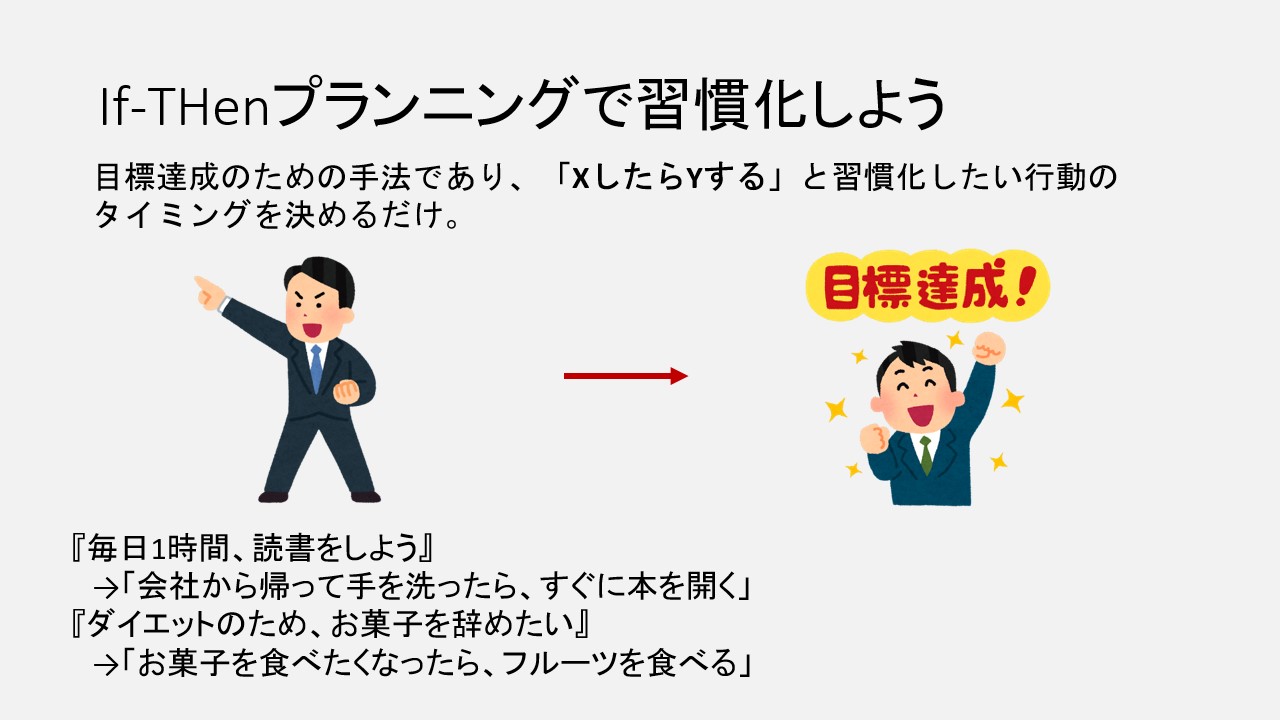 If-THenプランニングで習慣化しよう
目標達成のための手法であり、「XしたらYする」と習慣化したい行動の
タイミングを決めるだけ。
目標達成!
『毎日1時間、読書をしよう』
→「会社から帰って手を洗ったら、すぐに本を開く」
『ダイエットのため、お菓子を辞めたい』
→「お菓子を食べたくなったら、フルーツを食べる」